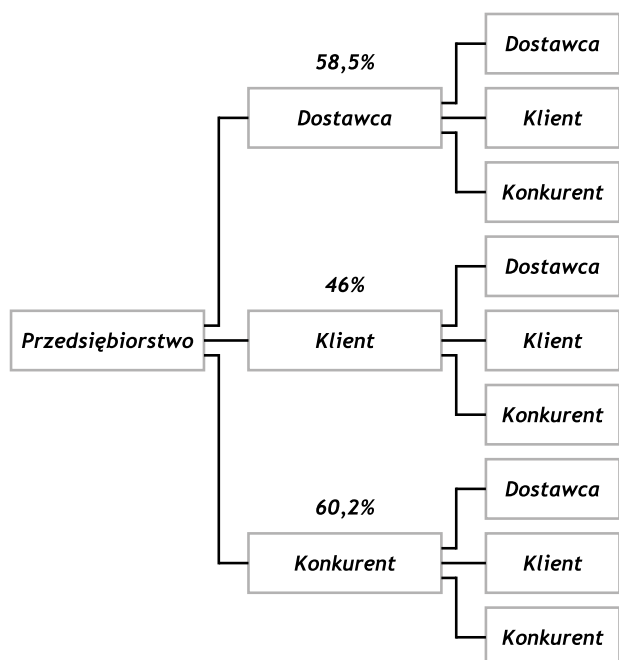 Dostawca
58,5%
Dostawca
Klient
Konkurent
Dostawca
46%
Przedsiębiorstwo
Klient
Klient
Konkurent
Dostawca
60,2%
Konkurent
Klient
Konkurent